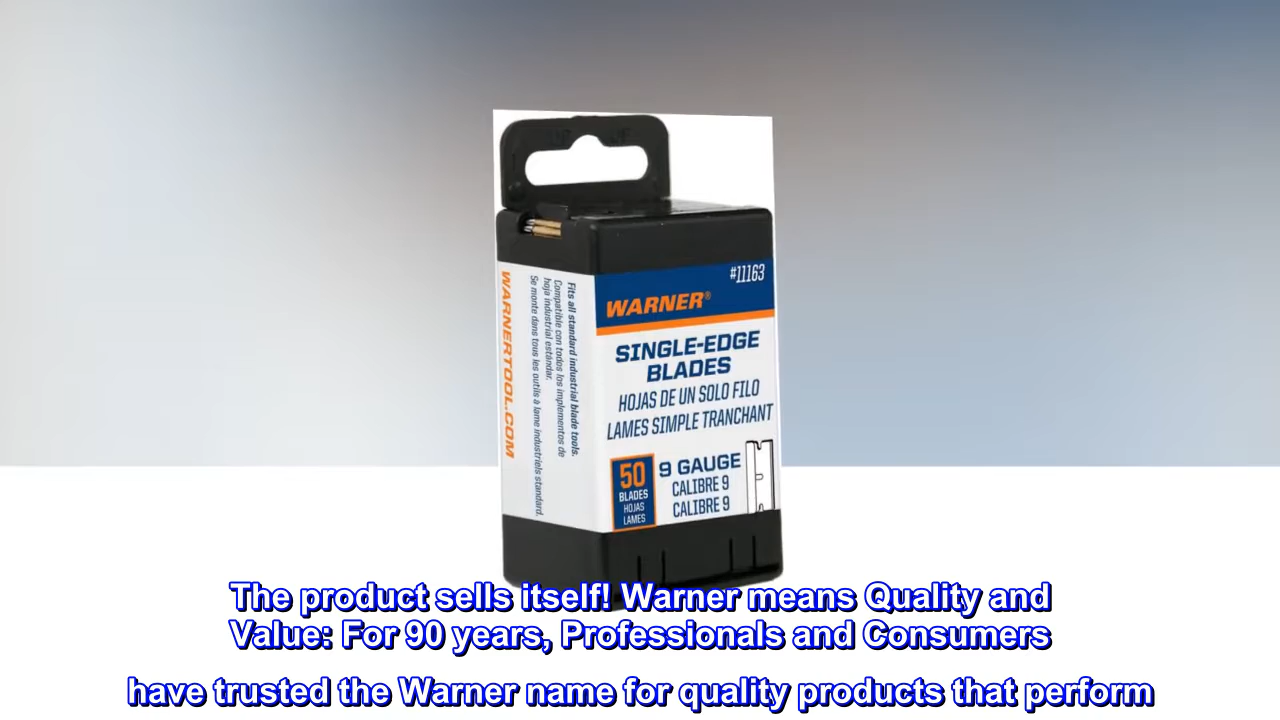 #11163
WARNER®
SINGLE-EDGE
BLADES
HOJAS DE UN SOLO FILO
LAMES SIMPLE TRANCHANT
50
BLADES
HOJAS
LAMES
9 GAUGE
CALIBRE 9
CALIBRE 9
Fits all standard industrial blade tools.
Compatible con todos los implementos de
hoja industrial estándar.
Se monte dans tous les outils à lame industriels standard.
WARNERTOOL.COM
The product sells itself! Warner means Quality and
Value: For 90 years, Professionals and Consumers
have trusted the Warner name for quality products that perform